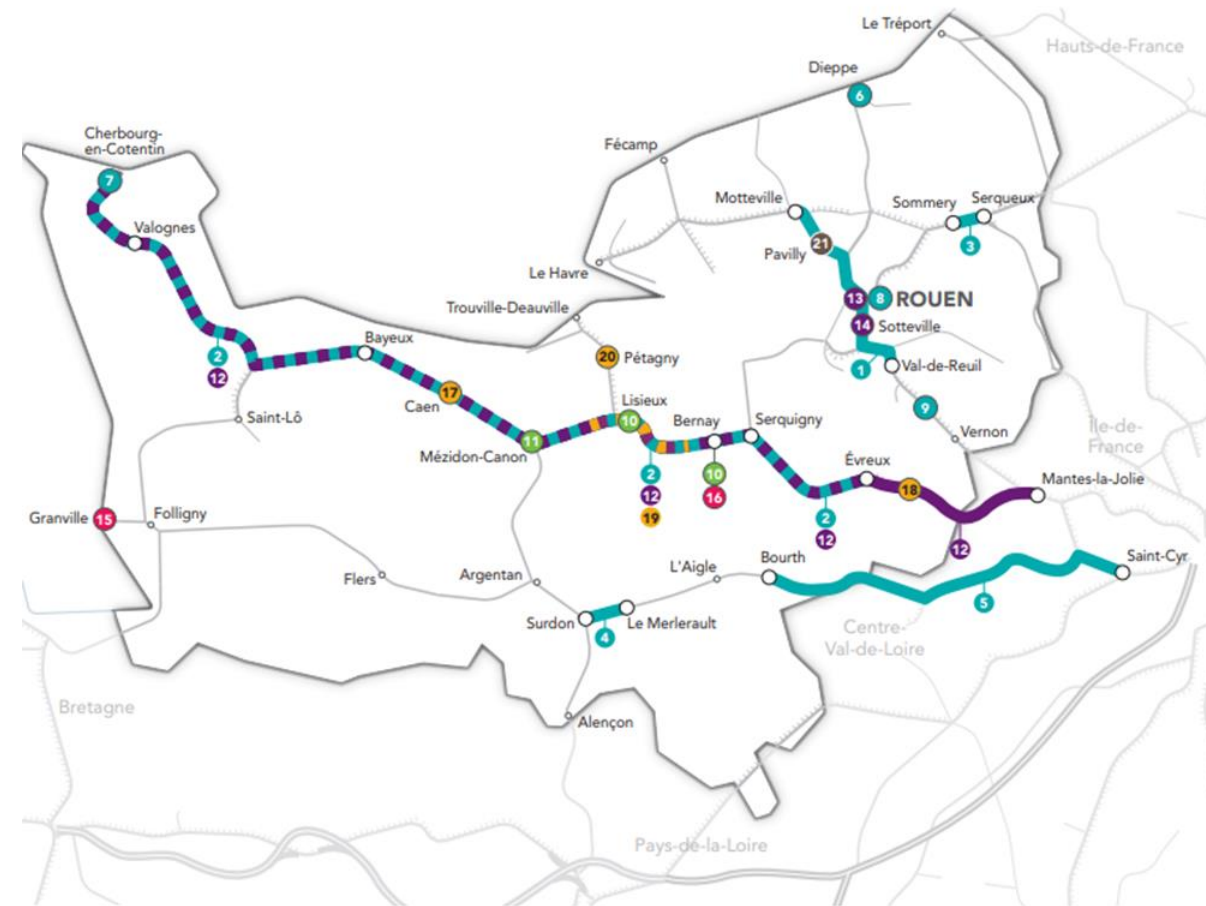 Le Tréport
Hauts-de-France
Dieppe
6
Cherbourg-
en-Cotentin
7
Fécamp
Motteville
Sommery
Serqueux
3
Valognes
21
Pavilly
Le Havre
13
8
ROUEN
Trouville-Deauville
14
Sotteville
2
12
Bayeux
20
Pétagny
1
Val-de-Reuil
17
Caen
Lisieux
10
Bernay
Serquigny
9
Saint-Lô
11
Mézidon-Canon
Vernon
Île-de-
France
2
12
19
10
16
Évreux
18
Mantes-la-Jolie
2
12
12
Granville
15
Folligny
Flers
Argentan
L'Aigle
Bourth
Saint-Cyr
5
Surdon
Le Merlerault
4
Centre-
Val-de-Loire
Bretagne
Alençon
Pays-de-la-Loire